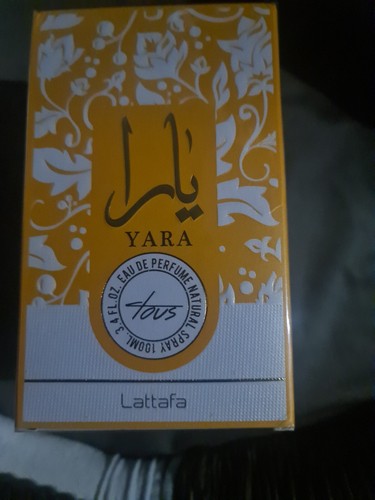 يارا
YARA
EAU DE PERFUME NATURAL SPRAY 100ML. 3.4 FL.OZ.
Tous
Lattafa